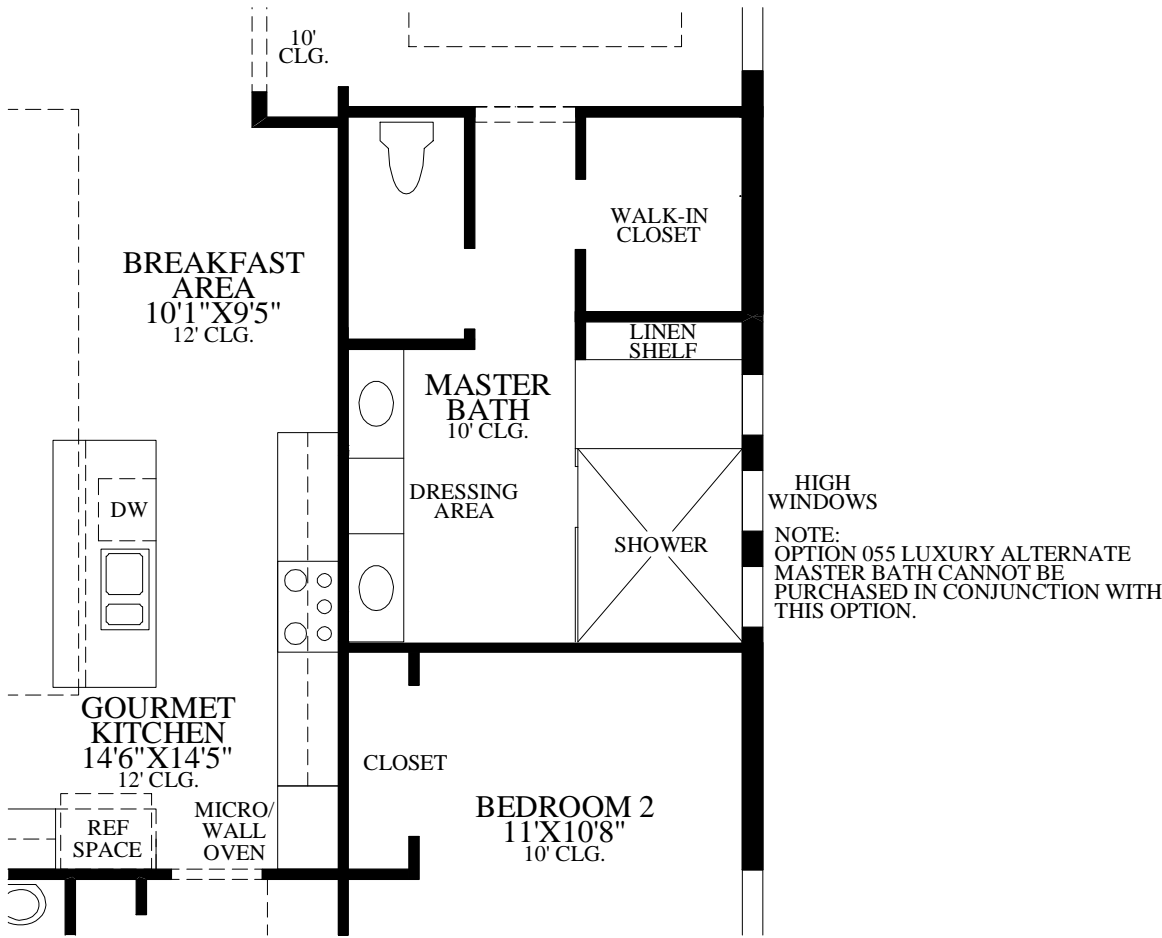 10'
CLG.
WALK-IN
CLOSET
BREAKFAST
AREA
10'1"X9'5"
12' CLG.
LINEN
SHELF
MASTER
BATH
10' CLG.
DRESSING
AREA
DW
SHOWER
HIGH
WINDOWS
NOTE:
OPTION 055 LUXURY ALTERNATE
MASTER BATH CANNOT BE
PURCHASED IN CONJUNCTION WITH
THIS OPTION.
GOURMET
KITCHEN
14'6"X14'5"
12' CLG.
CLOSET
MICRO/
WALL
OVEN
REF
SPACE
BEDROOM 2
11'X10'8"
10' CLG.